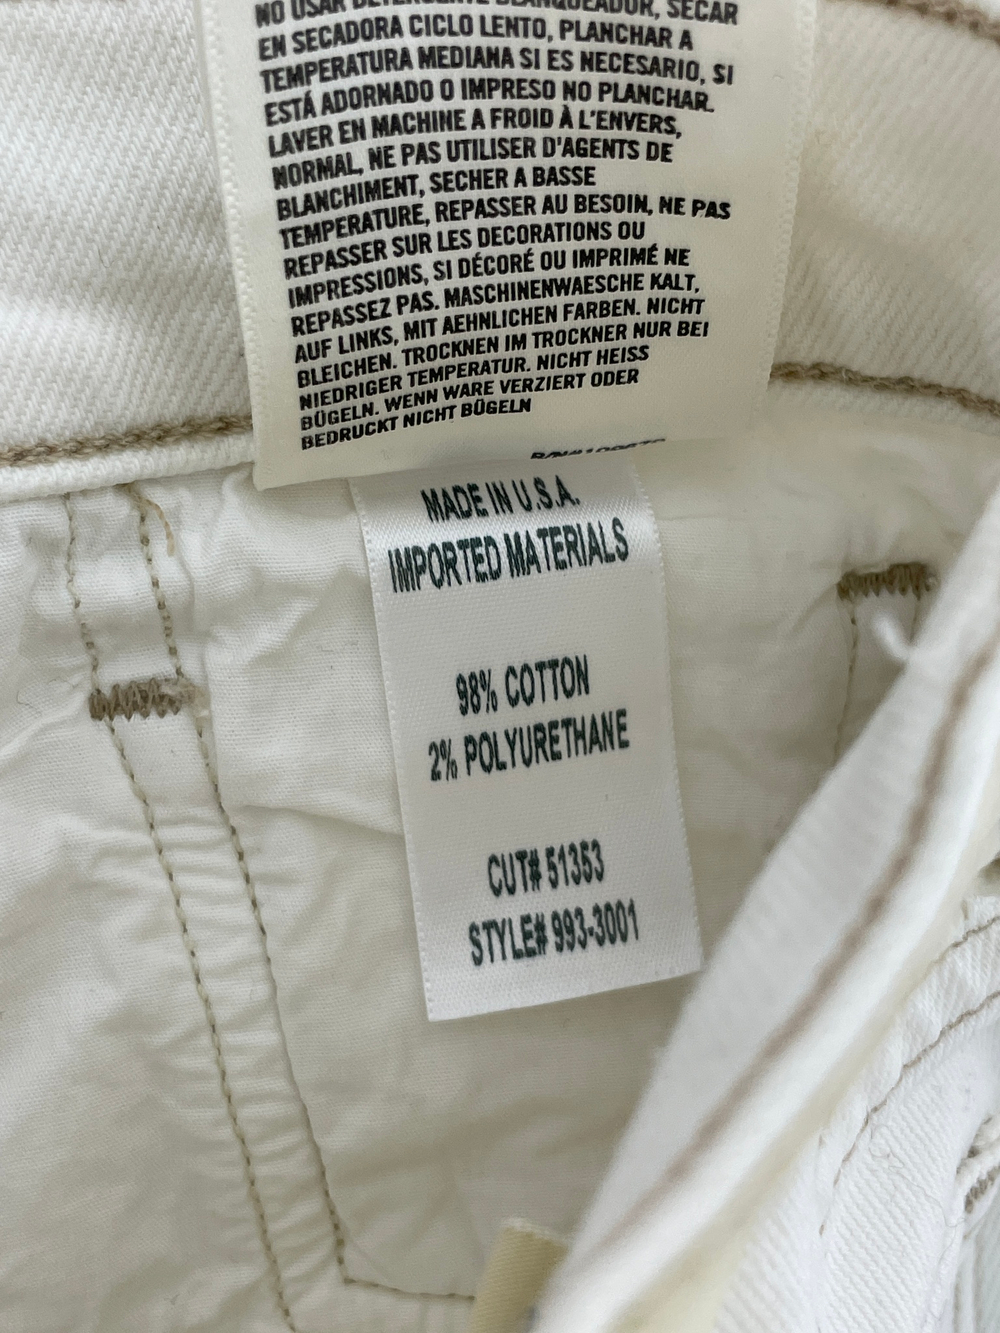 NO USAR DETERGENTE BLANQUEADOR, SECAR
EN SECADORA CICLO LENTO, PLANCHAR A
TEMPERATURA MEDIANA SI ES NECESARIO, SI
ESTÁ ADORNADO O IMPRESO NO PLANCHAR.
LAVER EN MACHINE A FROID À L'ENVERS,
NORMAL, NE PAS UTILISER D'AGENTS DE
BLANCHIMENT, SECHER A BASSE
TEMPERATURE, REPASSER AU BESOIN, NE PAS
REPASSER SUR LES DECORATIONS OU
IMPRESSIONS, SI DÉCORÉ OU IMPRIMÉ NE
REPASSEZ PAS. MASCHINENWAESCHE KALT,
AUF LINKS, MIT AEHNLICHEN FARBEN. NICHT
BLEICHEN. TROCKNEN IM TROCKNER NUR BEI
NIEDRIGER TEMPERATUR. NICHT HEISS
BÜGELN. WENN WARE VERZIERT ODER
BEDRUCKT NICHT BÜGELN
MADE IN U.S.A.
IMPORTED MATERIALS
98% COTTON
2% POLYURETHANE
CUT# 51353
STYLE# 993-3001